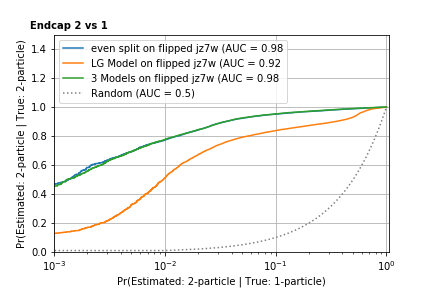 Endcap 2 vs 1
1.4
1.2
1.0
0.8
0.6
0.4
0.2
0.0
Pr(Estimated: 2-particle | True: 2-particle)
even split on flipped jz7w (AUC = 0.98
LG Model on flipped jz7w (AUC = 0.92
3 Models on flipped jz7w (AUC = 0.98
Random (AUC = 0.5)
10⁻³
10⁻²
10⁻¹
10⁰
Pr(Estimated: 2-particle | True: 1-particle)